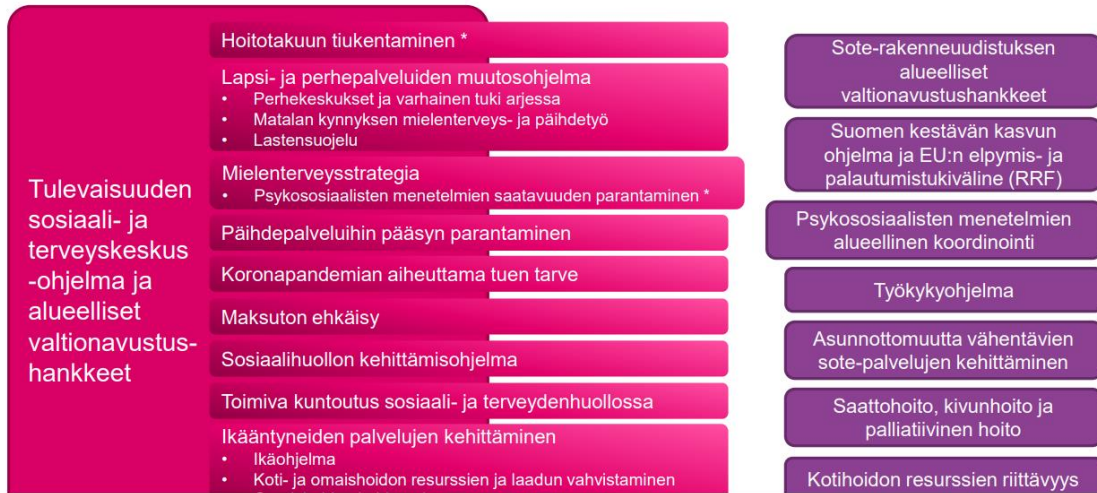 Tulevaisuuden
sosiaali- ja
terveyskeskus
-ohjelma ja
alueelliset
valtionavustus-
hankkeet
Hoitotakuun tiukentaminen *
Lapsi- ja perhepalveluiden muutosohjelma
• Perhekeskukset ja varhainen tuki arjessa
• Matalan kynnyksen mielenterveys- ja päihdetyö
• Lastensuojelu
Mielenterveysstrategia
• Psykososiaalisten menetelmien saatavuuden parantaminen *
Päihdepalveluihin pääsyn parantaminen
Koronapandemian aiheuttama tuen tarve
Maksuton ehkäisy
Sosiaalihuollon kehittämisohjelma
Toimiva kuntoutus sosiaali- ja terveydenhuollossa
Ikääntyneiden palvelujen kehittäminen
• Ikäohjelma
• Koti- ja omaishoidon resurssien ja laadun vahvistaminen
Sote-rakenneuudistuksen
alueelliset
valtionavustushankkeet
Suomen kestävän kasvun
ohjelma ja EU:n elpymis- ja
palautumistukiväline (RRF)
Psykososiaalisten menetelmien
alueellinen koordinointi
Työkykyohjelma
Asunnottomuutta vähentävien
sote-palvelujen kehittäminen
Saattohoito, kivunhoito ja
palliatiivinen hoito
Kotihoidon resurssien riittävyys